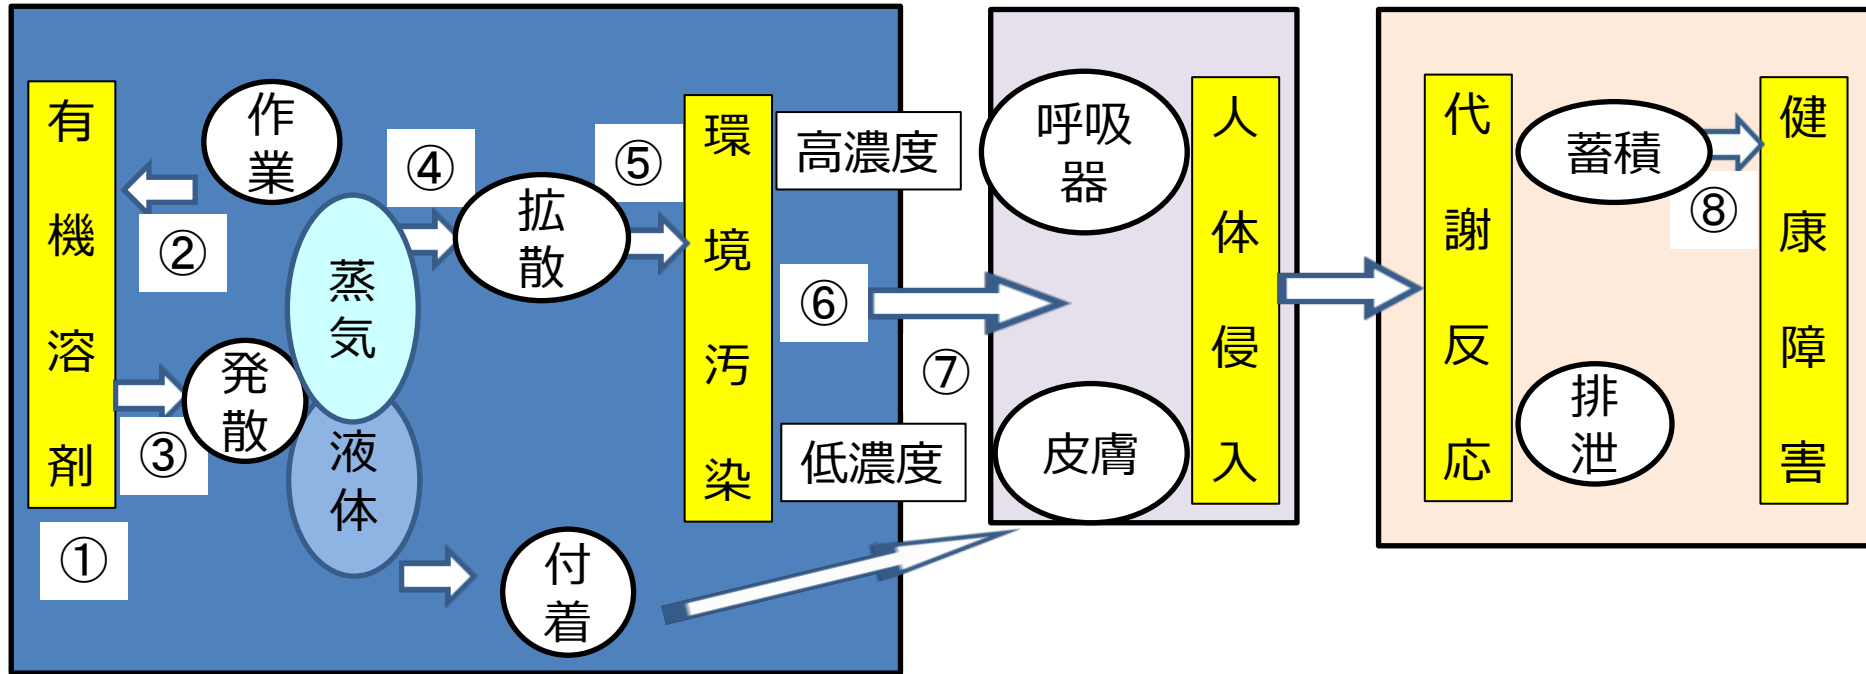 有機溶剤
①
作業
②
発散
③
蒸気
液体
④
拡散
⑤
付着
環境汚染
高濃度
⑥
低濃度
⑦
呼吸器
皮膚
人体侵入
代謝反応
蓄積
排泄
⑧
健康障害